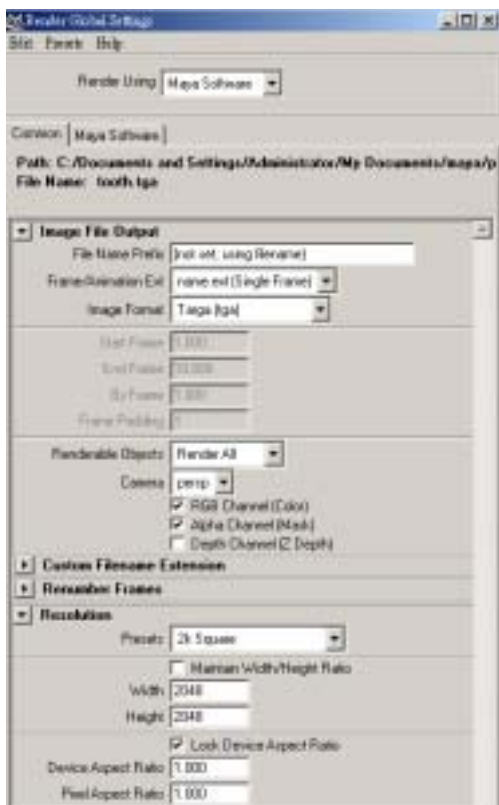 Render Global Settings
Edit Presets Help
Render Using Maya Software
Common Maya Software
Path: C:/Documents and Settings/Administrator/My Documents/maya/p
File Name: tooth.tga
Image File Output
File Name Prefix (not set; using filename)
Frame/Animation Ext name.ext (Single Frame)
Image Format Targa (tga)
Start Frame 1.000
End Frame 10.000
By Frame 1.000
Frame Padding
Renderable Objects Render All
Camera persp
RGB Channel (Color)
Alpha Channel (Mask)
Depth Channel (Z Depth)
Custom Filename Extension
Renumber Frames
Resolution
Presets 2k Square
Maintain Width/Height Ratio
Width 2048
Height 2048
Lock Device Aspect Ratio
Device Aspect Ratio 1.000
Pixel Aspect Ratio 1.000